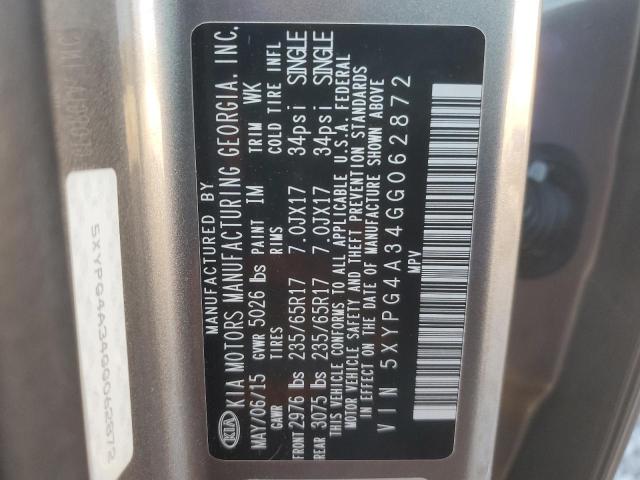 KIA
MANUFACTURED BY
KIA MOTORS MANUFACTURING GEORGIA, INC.
MAY/06/15 GVWR 5026 lbs PAINT IM TRIM WK
GAWR TIRES RIMS COLD TIRE INFL
FRONT 2976 lbs 235/65R17 7.0JX17 34psi SINGLE
REAR 3075 lbs 235/65R17 7.0JX17 34psi SINGLE
THIS VEHICLE CONFORMS TO ALL APPLICABLE U.S.A. FEDERAL
MOTOR VEHICLE SAFETY AND THEFT PREVENTION STANDARDS
IN EFFECT ON THE DATE OF MANUFACTURE SHOWN ABOVE
VIN 5XYPG4A34GG062872
MPV
5XYPG4A34GG062872